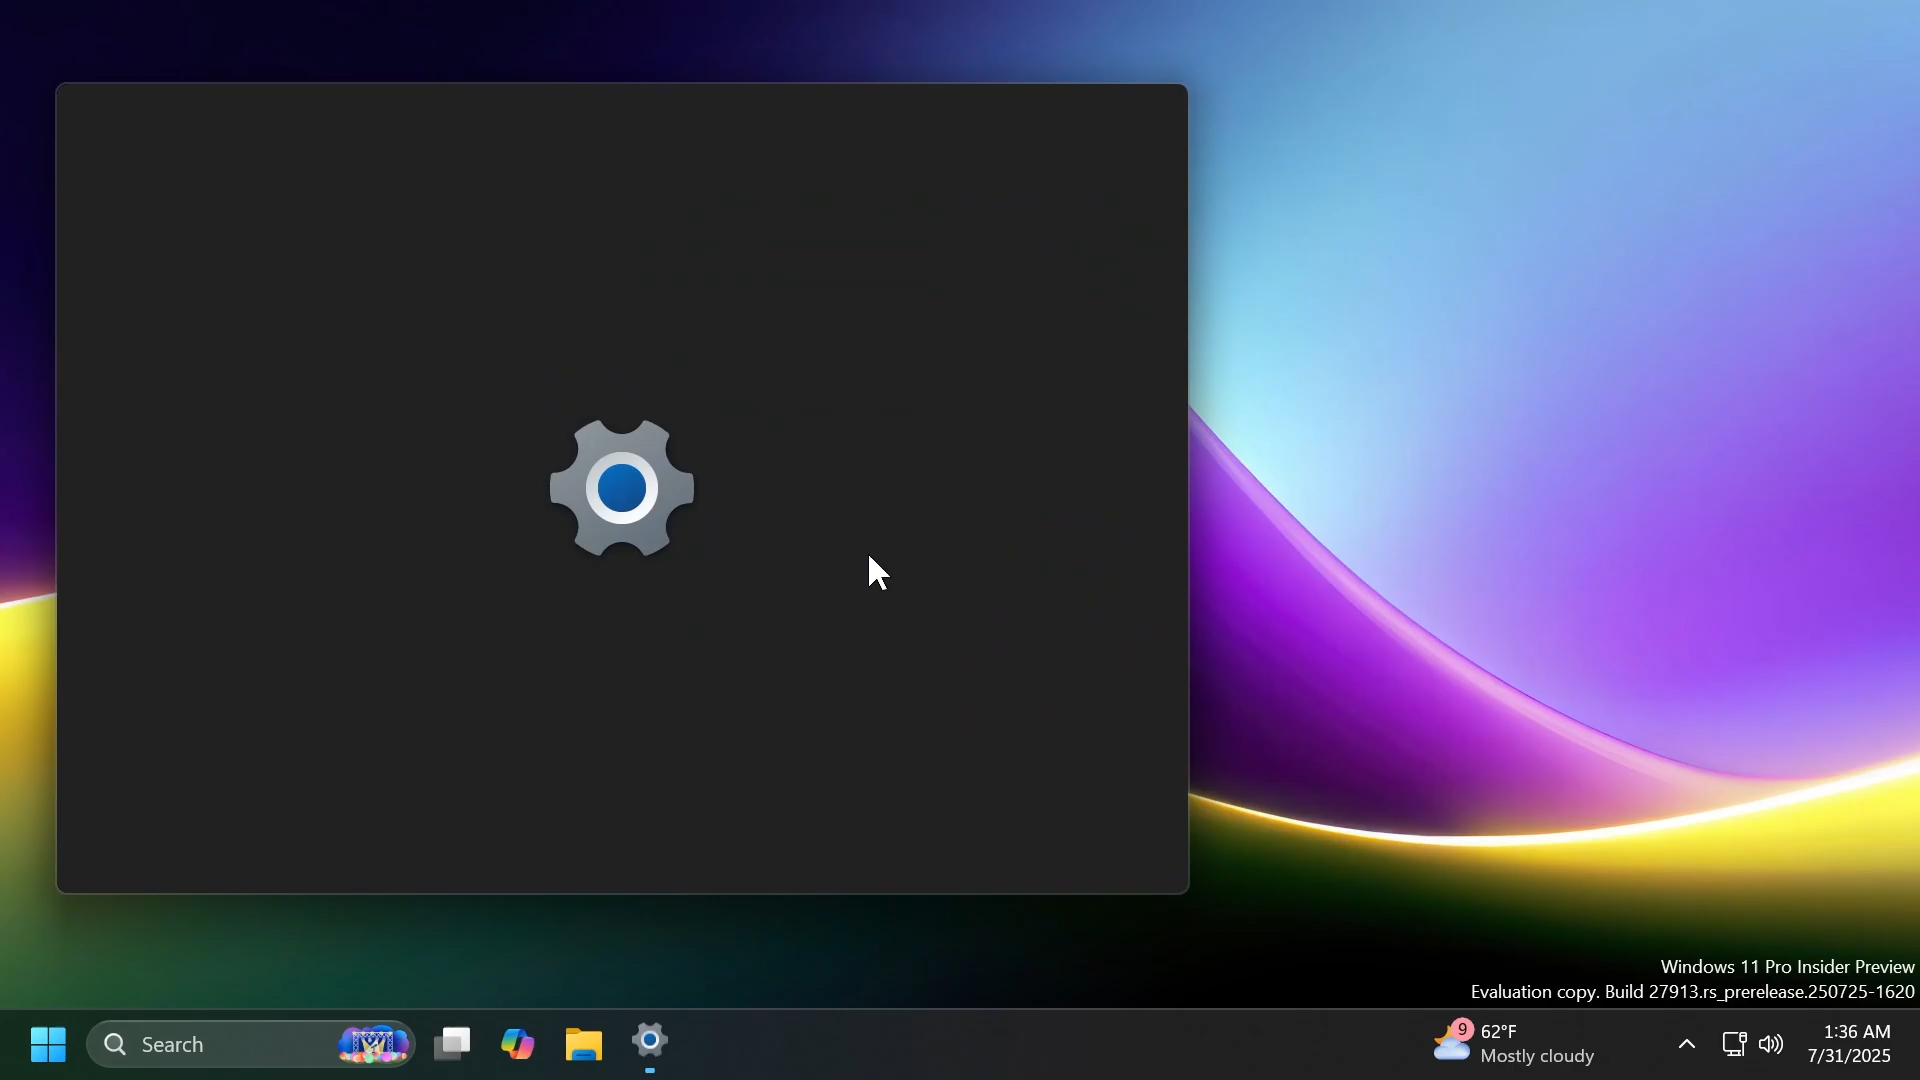 Windows 11 Pro Insider Preview
Evaluation copy. Build 27913.rs_prerelease.250725-1620
Search
9
62°F
Mostly cloudy
1:36 AM
7/31/2025